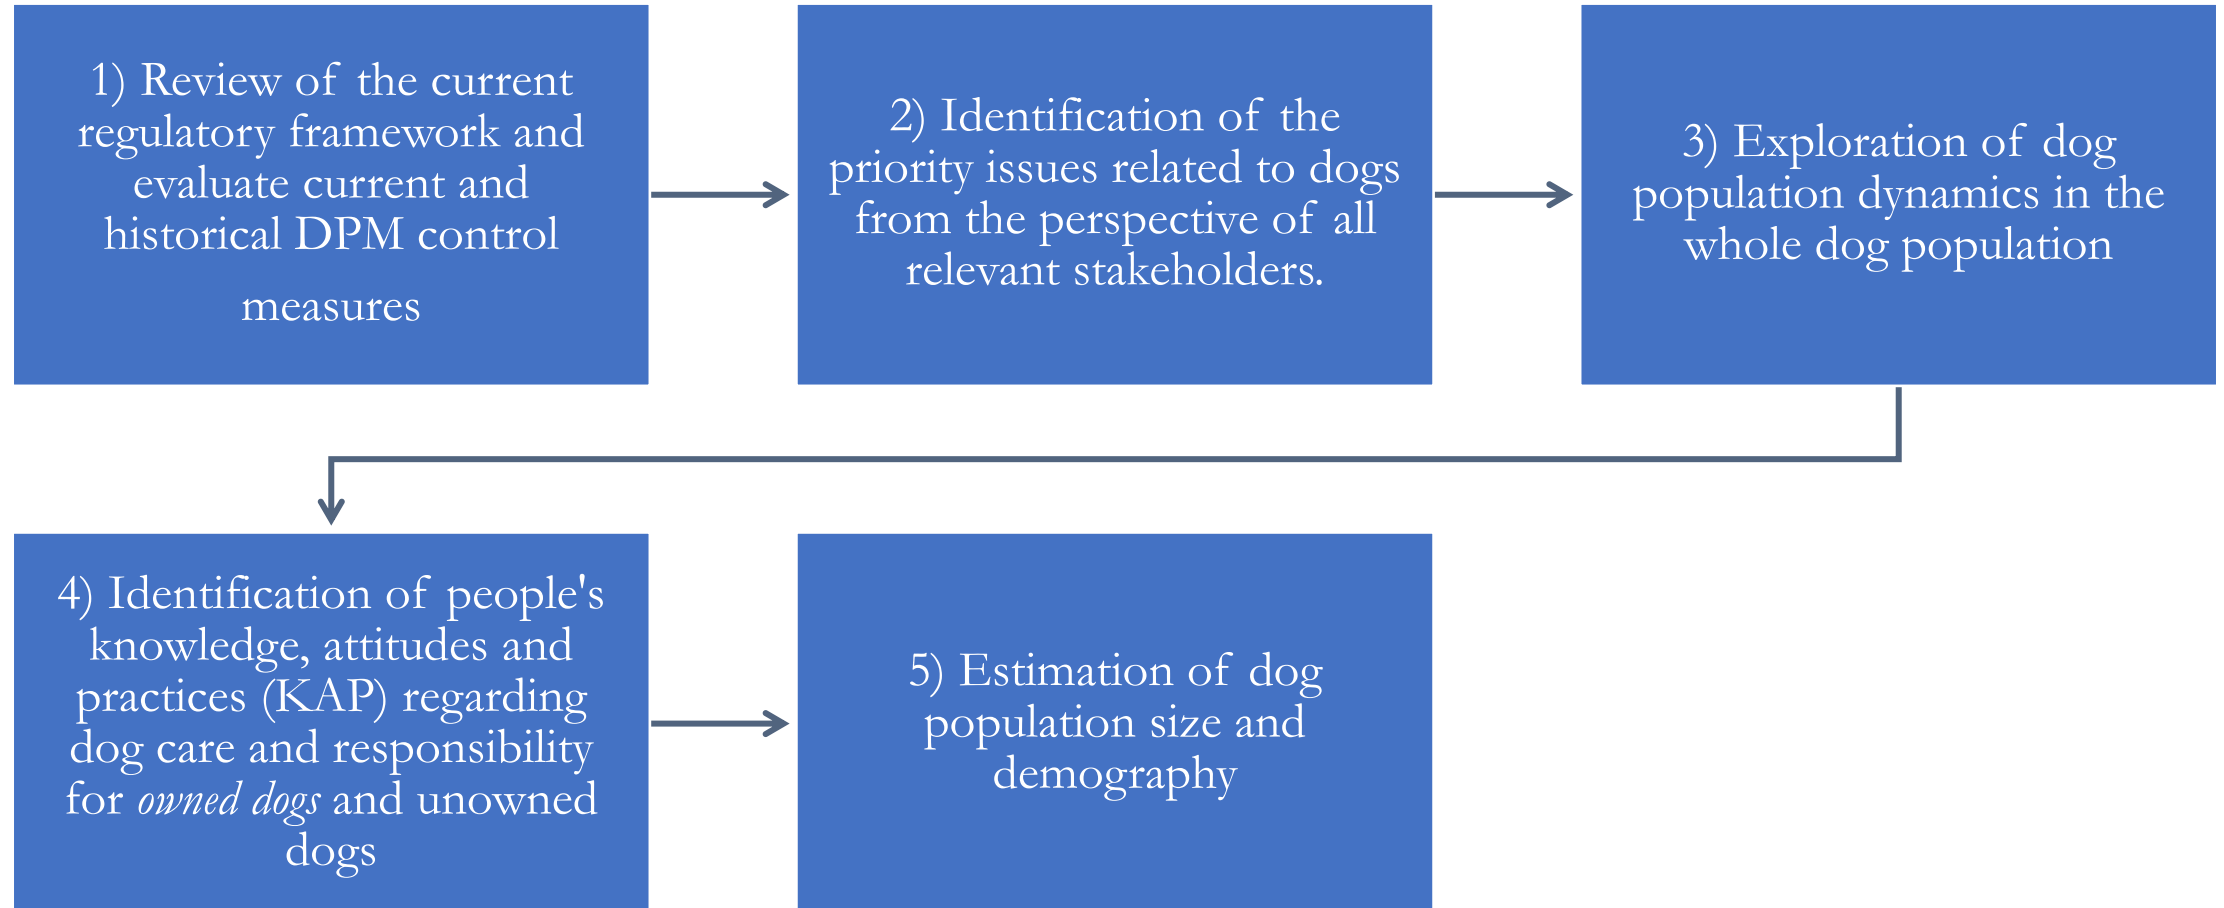 1) Review of the current
regulatory framework and
evaluate current and
historical DPM control
measures
2) Identification of the
priority issues related to dogs
from the perspective of all
relevant stakeholders.
3) Exploration of dog
population dynamics in the
whole dog population
4) Identification of people's
knowledge, attitudes and
practices (KAP) regarding
dog care and responsibility
for owned dogs and unowned
dogs
5) Estimation of dog
population size and
demography